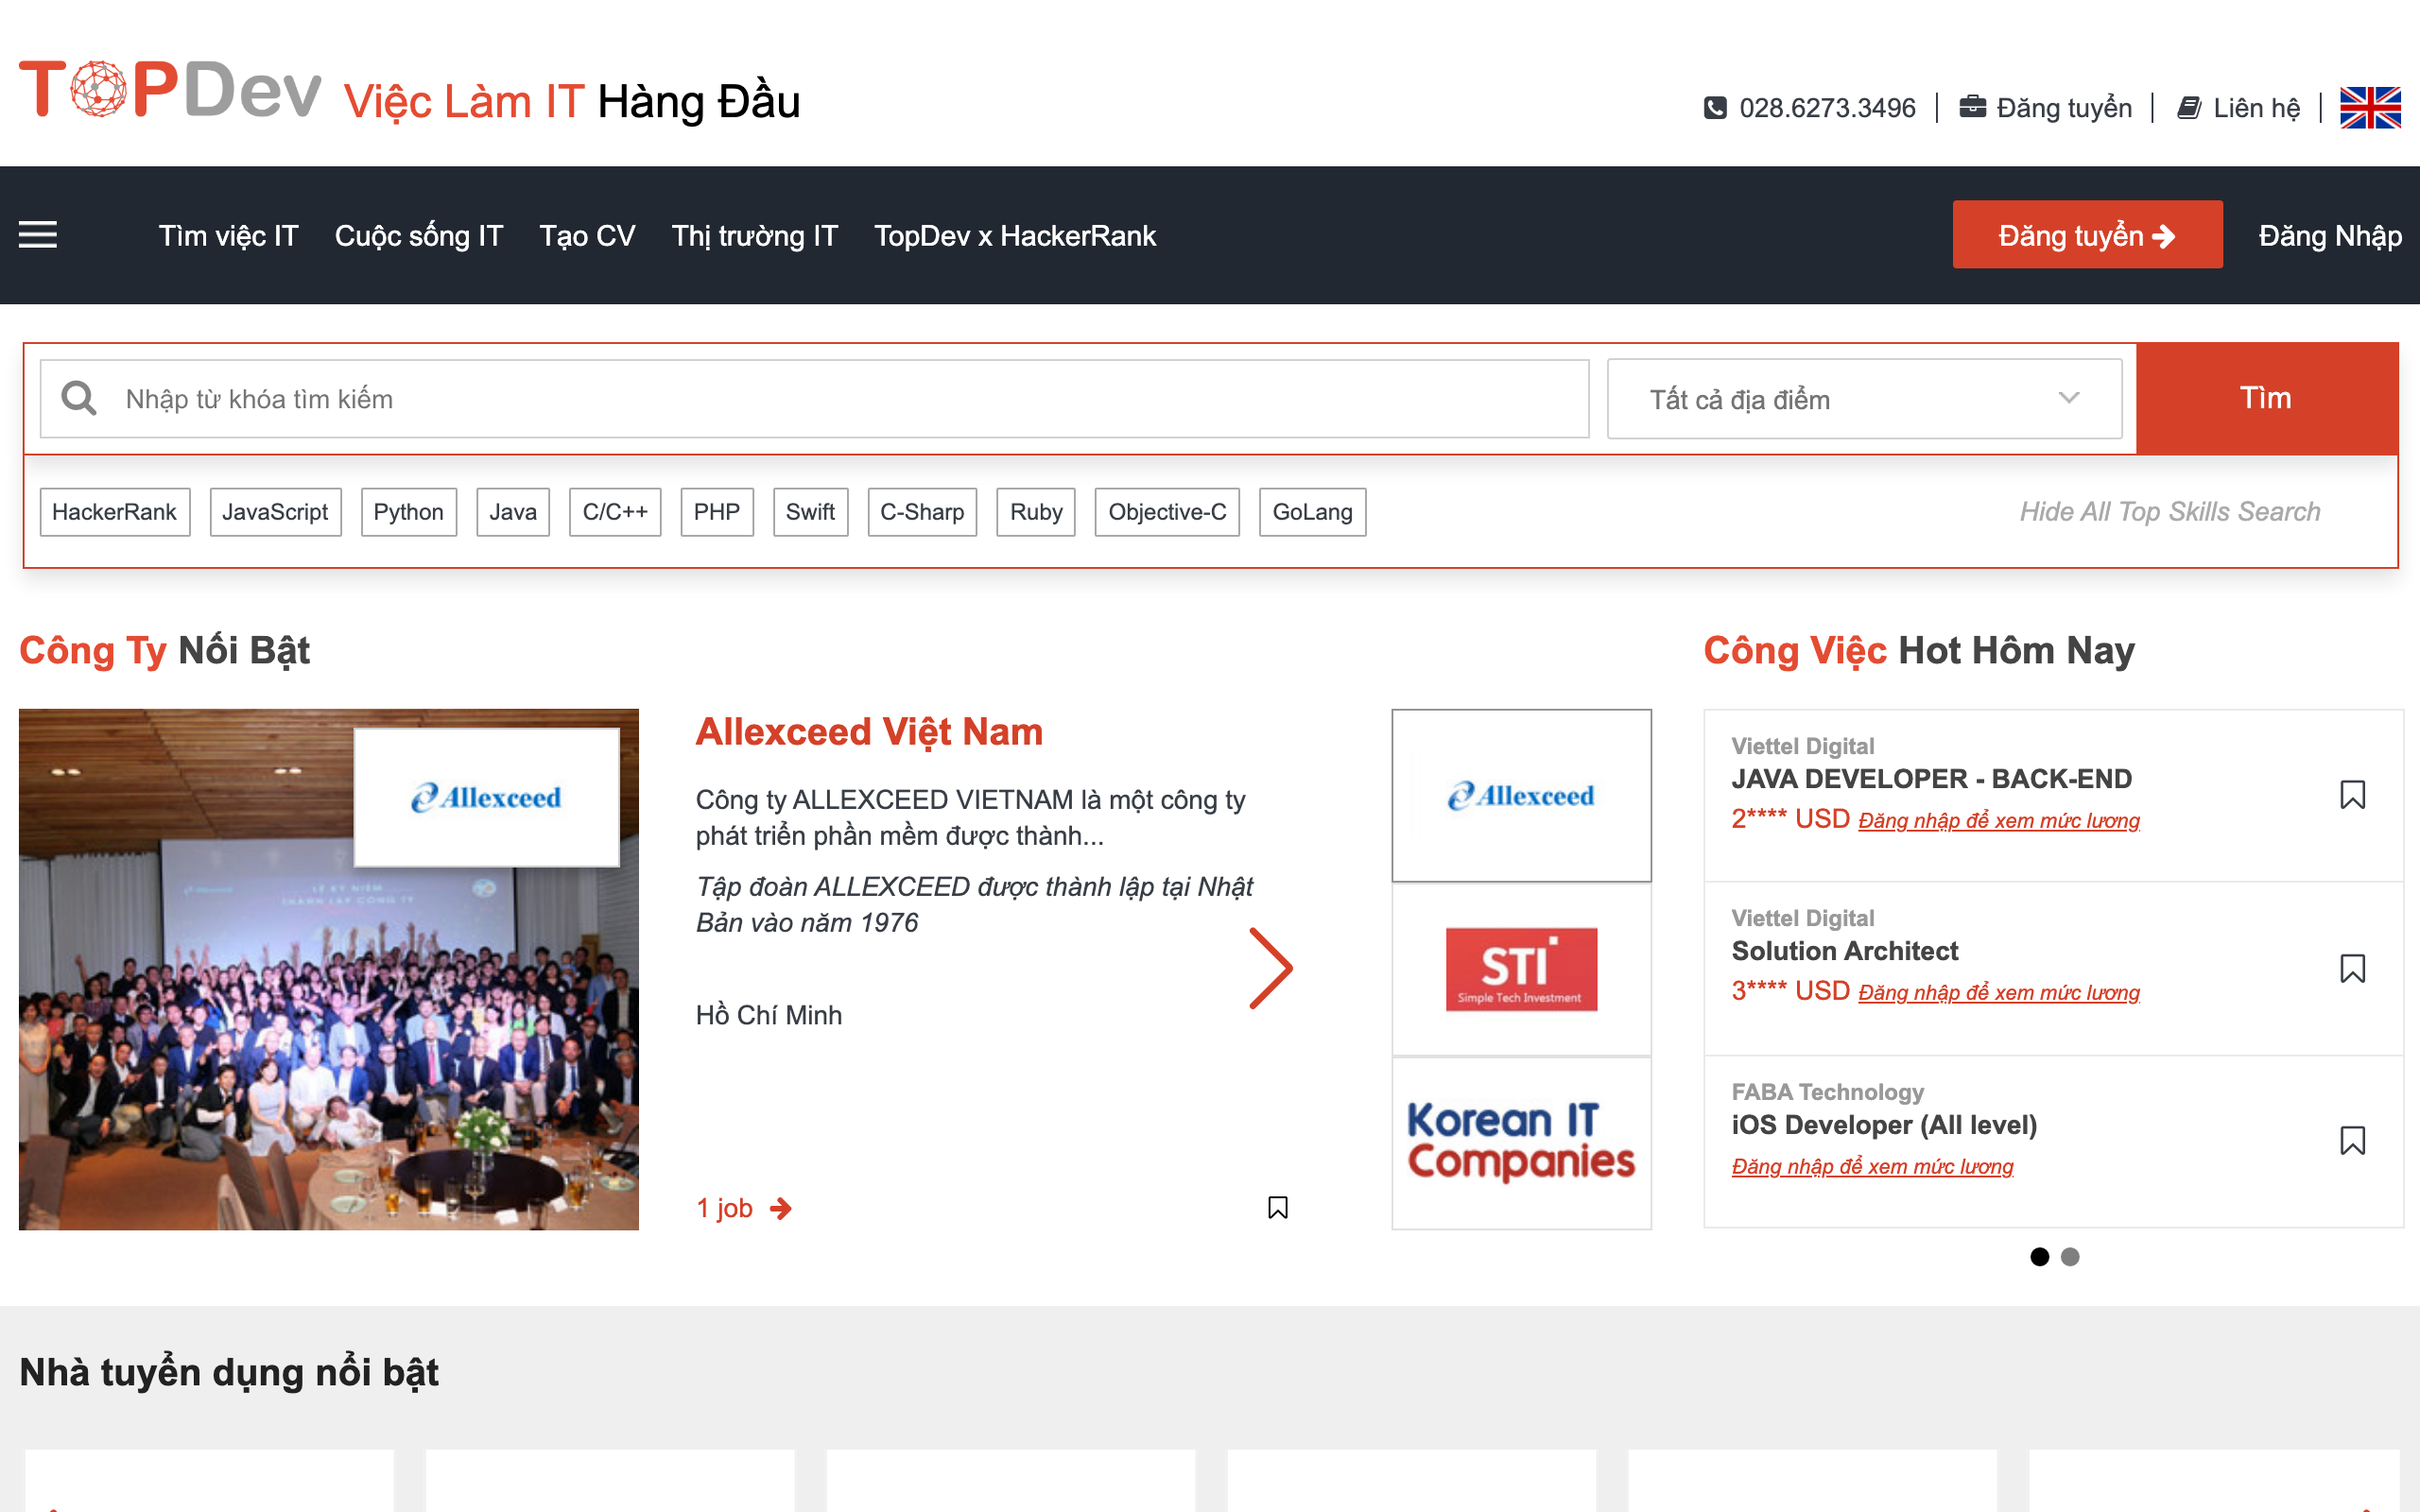 TOPDev Việc Làm IT Hàng Đầu
028.6273.3496 | Đăng tuyển | Liên hệ |
Tìm việc IT Cuộc sống IT Tạo CV Thị trường IT TopDev x HackerRank Đăng tuyển Đăng Nhập
Nhập từ khóa tìm kiếm Tất cả địa điểm Tìm
HackerRank JavaScript Python Java C/C++ PHP Swift C-Sharp Ruby Objective-C GoLang Hide All Top Skills Search
Công Ty Nổi Bật
Allexceed
LỄ KỶ NIỆM
THÀNH LẬP CÔNG TY
Allexceed Việt Nam
Công ty ALLEXCEED VIETNAM là một công ty
phát triển phần mềm được thành...
Tập đoàn ALLEXCEED được thành lập tại Nhật
Bản vào năm 1976
Hồ Chí Minh
1 job
Allexceed
STI
Simple Tech Investment
Korean IT
Companies
Công Việc Hot Hôm Nay
Viettel Digital
JAVA DEVELOPER - BACK-END
2**** USD Đăng nhập để xem mức lương
Viettel Digital
Solution Architect
3**** USD Đăng nhập để xem mức lương
FABA Technology
iOS Developer (All level)
Đăng nhập để xem mức lương
Nhà tuyển dụng nổi bật